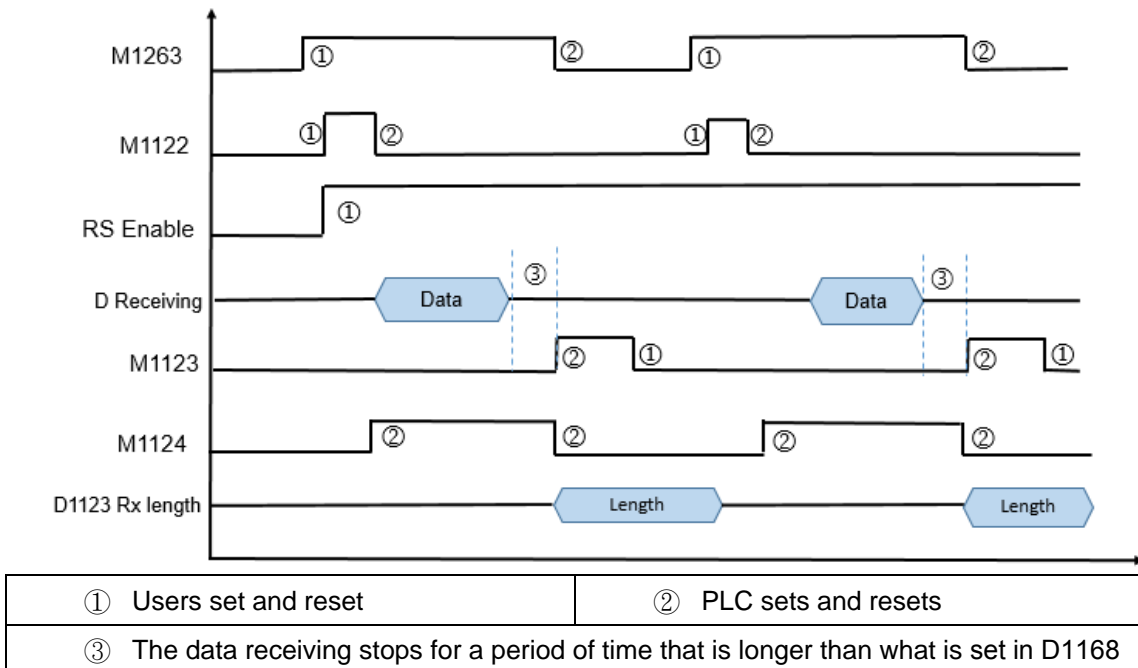 M1263 ① ② ① ②
M1122 ① ② ① ②
RS Enable ①
D Receiving Data ③ Data ③
M1123 ② ① ② ①
M1124 ② ② ② ②
D1123 Rx length Length Length
① Users set and reset
② PLC sets and resets
③ The data receiving stops for a period of time that is longer than what is set in D1168